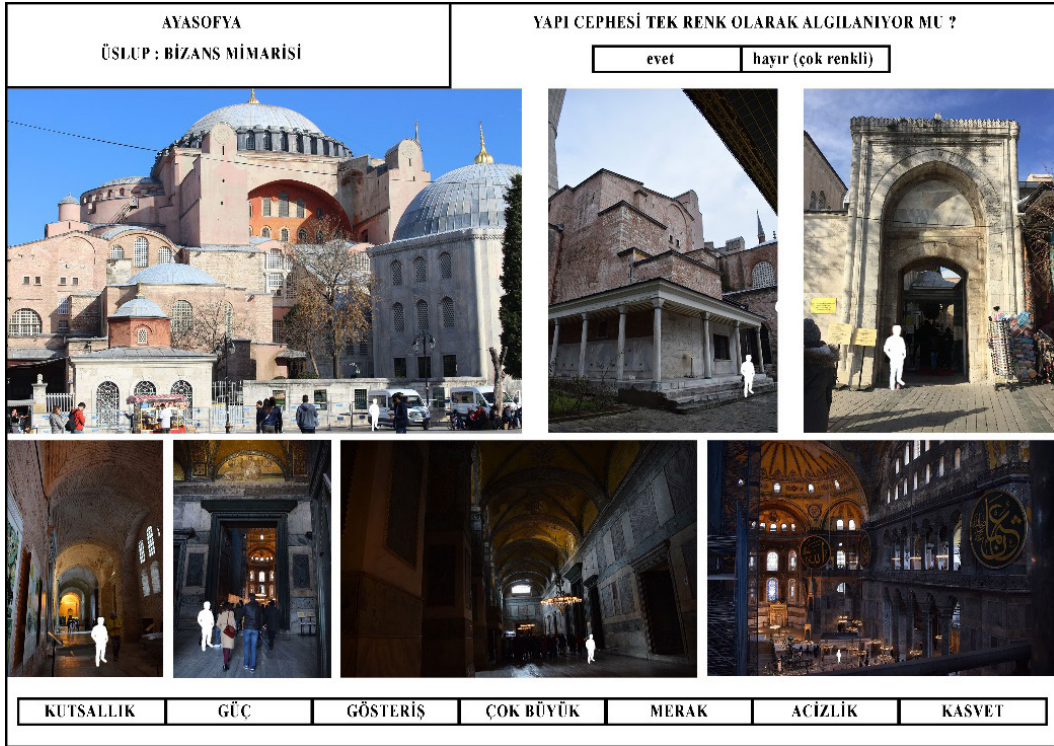 AYASOFYA
ÜSLUP : BİZANS MİMARİSİ
YAPI CEPHESİ TEK RENK OLARAK ALGILANIYOR MU ?
evet
hayır (çok renkli)
KUTSALLIK
GÜÇ
GÖSTERİŞ
ÇOK BÜYÜK
MERAK
ACİZLİK
KASVET